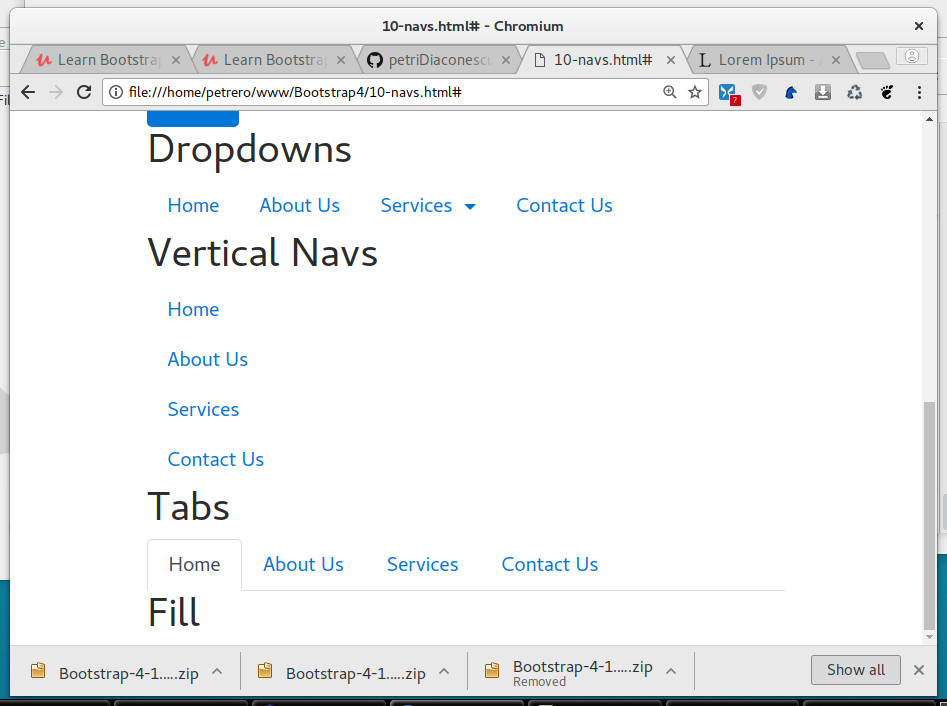 10-navs.html# - Chromium
Learn Bootstra
Learn Bootstra
petriDiaconesc
10-navs.html#
Lorem Ipsum -
file:///home/petrero/www/Bootstrap4/10-navs.html#
?
Dropdowns
Home About Us Services Contact Us
Vertical Navs
Home
About Us
Services
Contact Us
Tabs
Home About Us Services Contact Us
Fill
Bootstrap-4-1.....zip
Bootstrap-4-1.....zip
Bootstrap-4-1.....zip
Removed
Show all